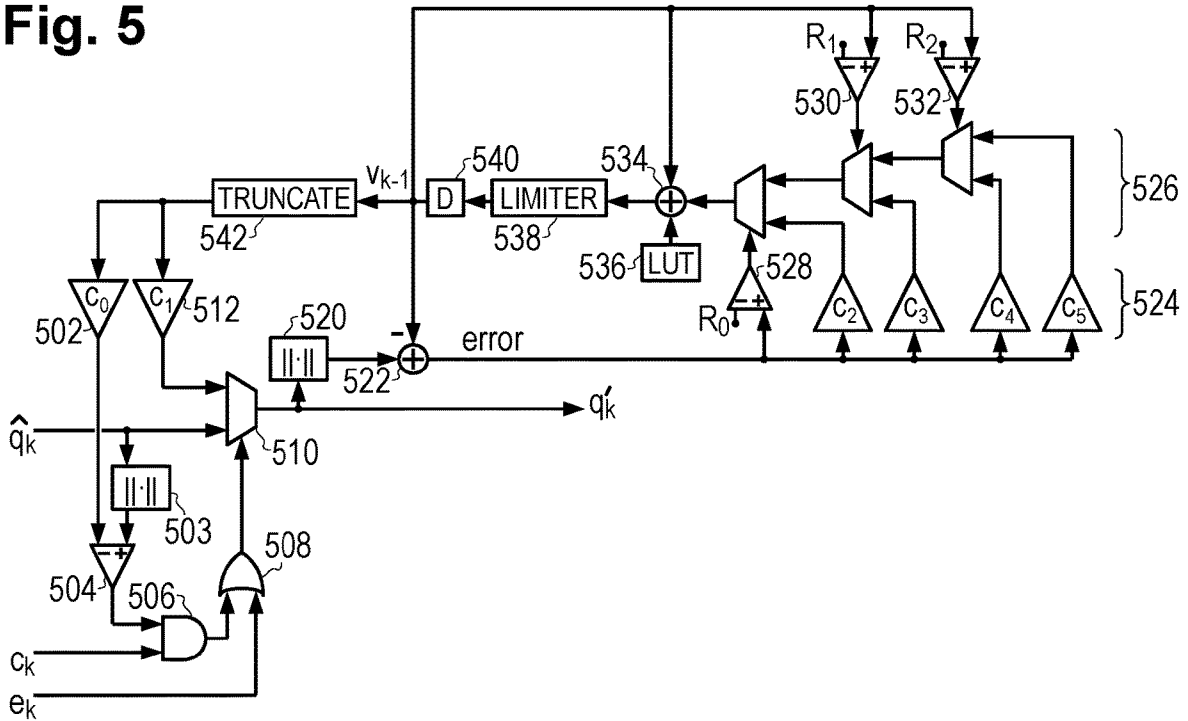 Fig. 5
R1 R2
- + - +
530 532
540 534
vk-1 D LIMITER + 526
TRUNCATE 538
542 536 LUT 528
c0 c1 512 520 - + c2 c3 c4 c5 524
502 R0
- error
||·|| + 522
q′k
q̂k 510
||·|| 503
- + 508
504 506
ck
ek